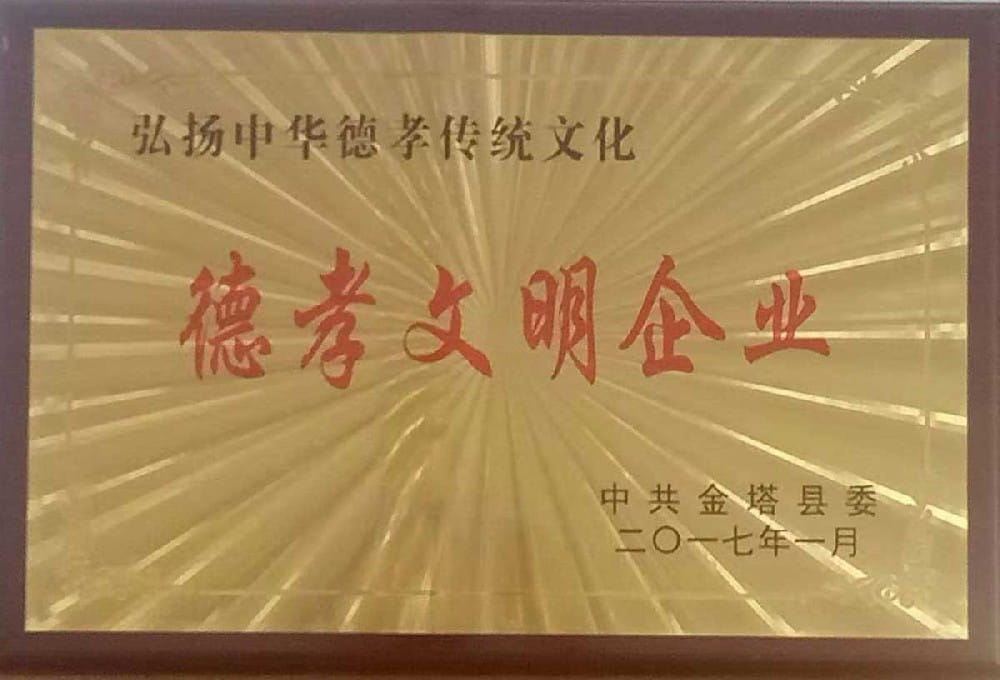 弘扬中华德孝传统文化
德孝文明企业
中共金塔县委
二〇一七年一月